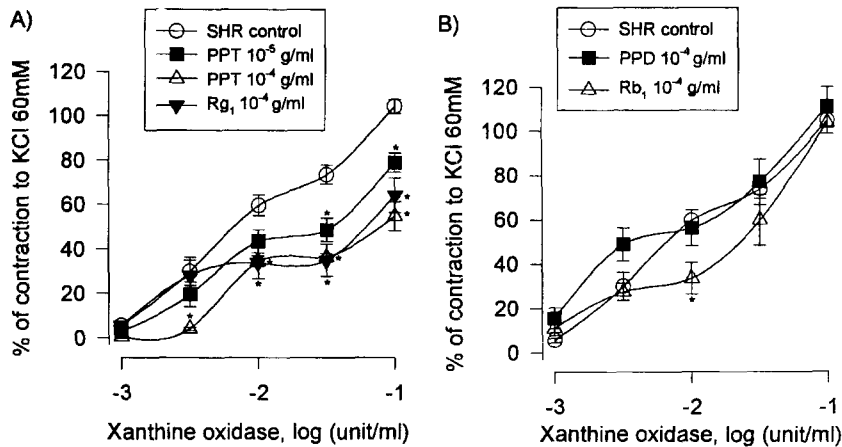 A)
SHR control
PPT 10⁻⁵ g/ml
PPT 10⁻⁴ g/ml
Rg₁ 10⁻⁴ g/ml
% of contraction to KCl 60mM
120
100
80
60
40
20
0
* * * * * * * *
-3 -2 -1
Xanthine oxidase, log (unit/ml)
B)
SHR control
PPD 10⁻⁴ g/ml
Rb₁ 10⁻⁴ g/ml
% of contraction to KCl 60mM
120
100
80
60
40
20
0
*
-3 -2 -1
Xanthine oxidase, log (unit/ml)